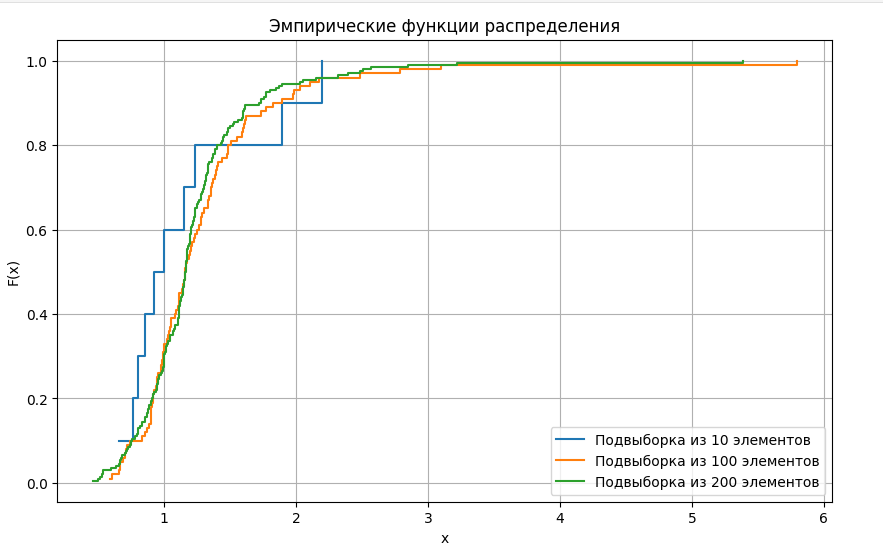 Эмпирические функции распределения
1.0
0.8
0.6
0.4
0.2
0.0
F(x)
1 2 3 4 5 6
x
Подвыборка из 10 элементов
Подвыборка из 100 элементов
Подвыборка из 200 элементов